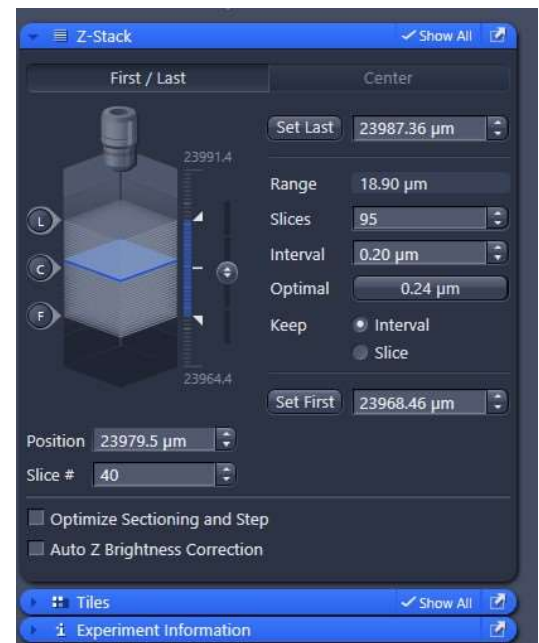 Z-Stack Show All
First / Last Center
Set Last 23987.36 µm
23991.4
Range 18.90 µm
L
Slices 95
Interval 0.20 µm
C
Optimal 0.24 µm
F
Keep Interval
Slice
23964.4
Set First 23968.46 µm
Position 23979.5 µm
Slice # 40
Optimize Sectioning and Step
Auto Z Brightness Correction
Tiles Show All
i Experiment Information